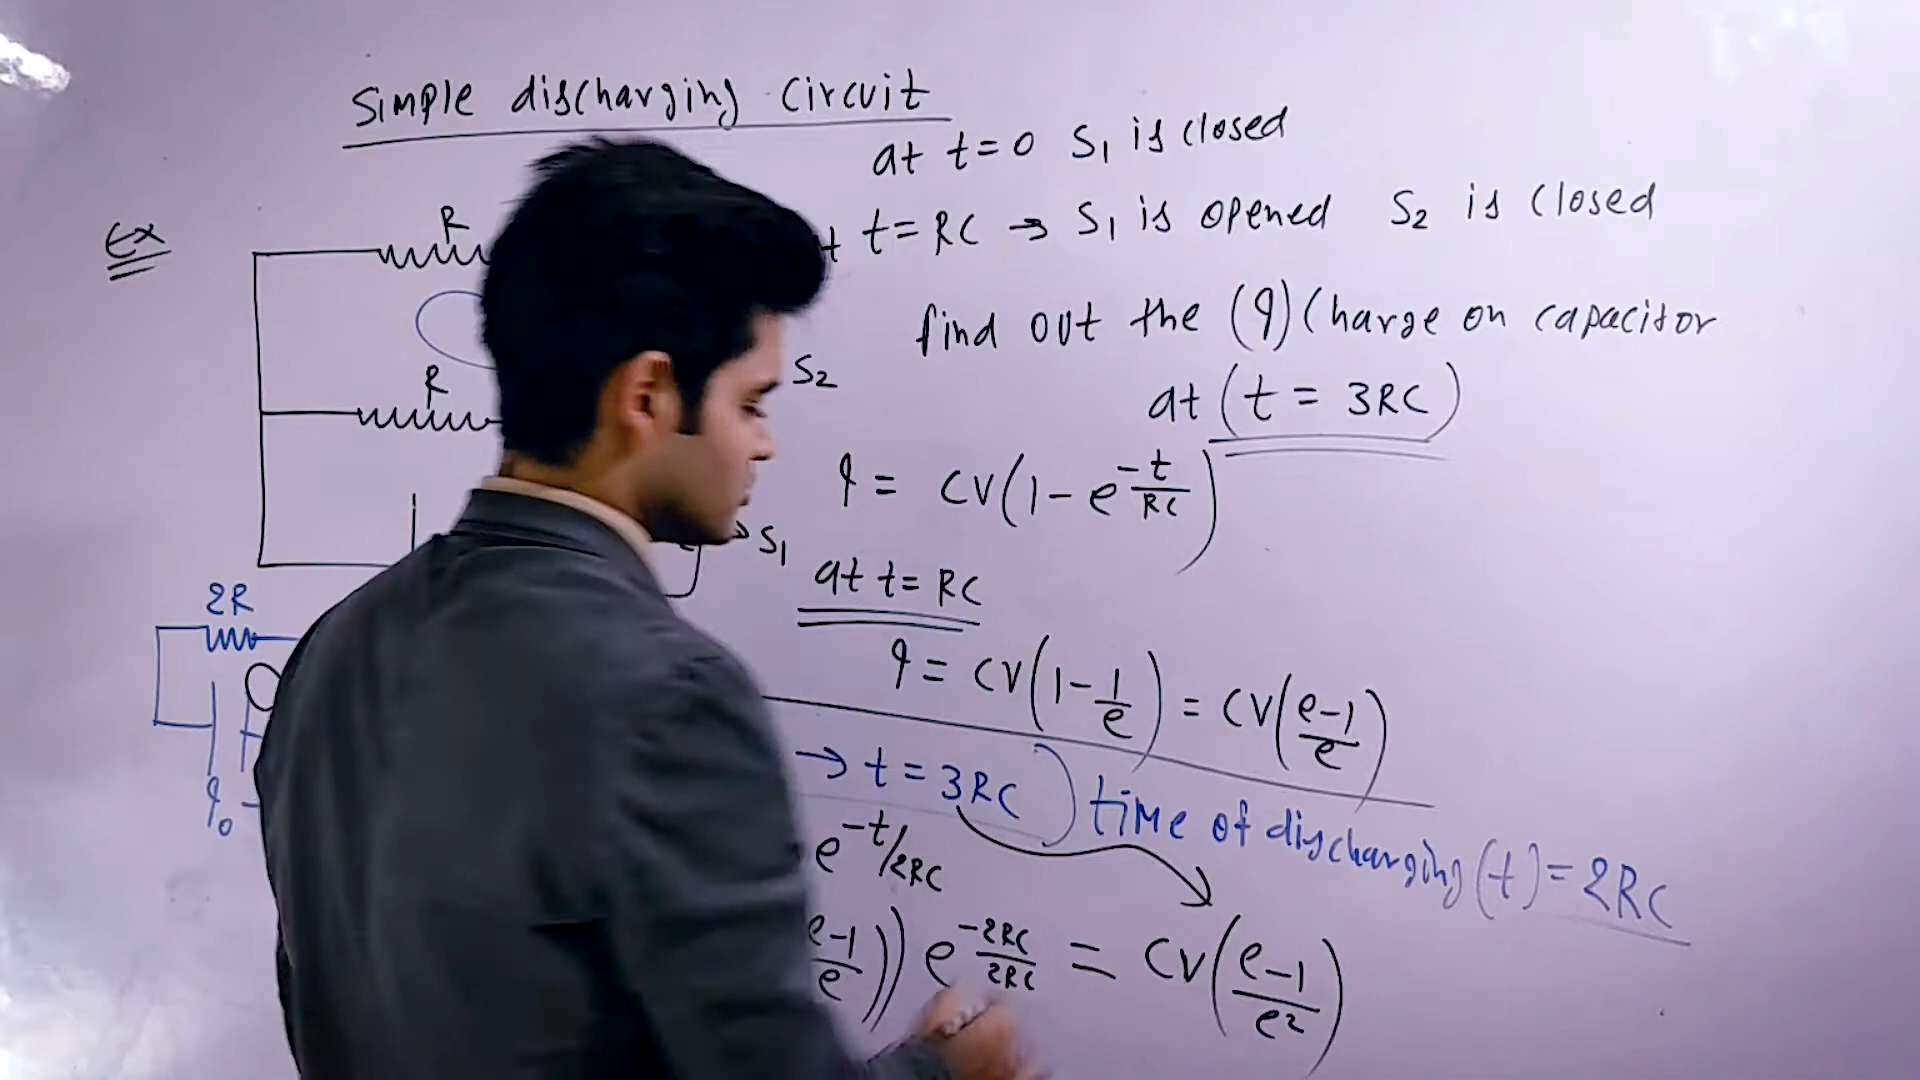 Simple discharging circuit
at t=0 S₁ is closed
t=RC → S₁ is opened S₂ is closed
Ex
R
find out the (q) Charge on capacitor
R
S₂
at (t = 3RC)
q = CV(1-e^{-t/RC})
S₁
at t=RC
2R
q = CV(1-1/e) = CV((e-1)/e)
→ t=3RC) time of discharging (t)=2RC
q₀
e^{-t/2RC}
(e-1)/e)) e^{-2RC/2RC} = CV((e-1)/e²)